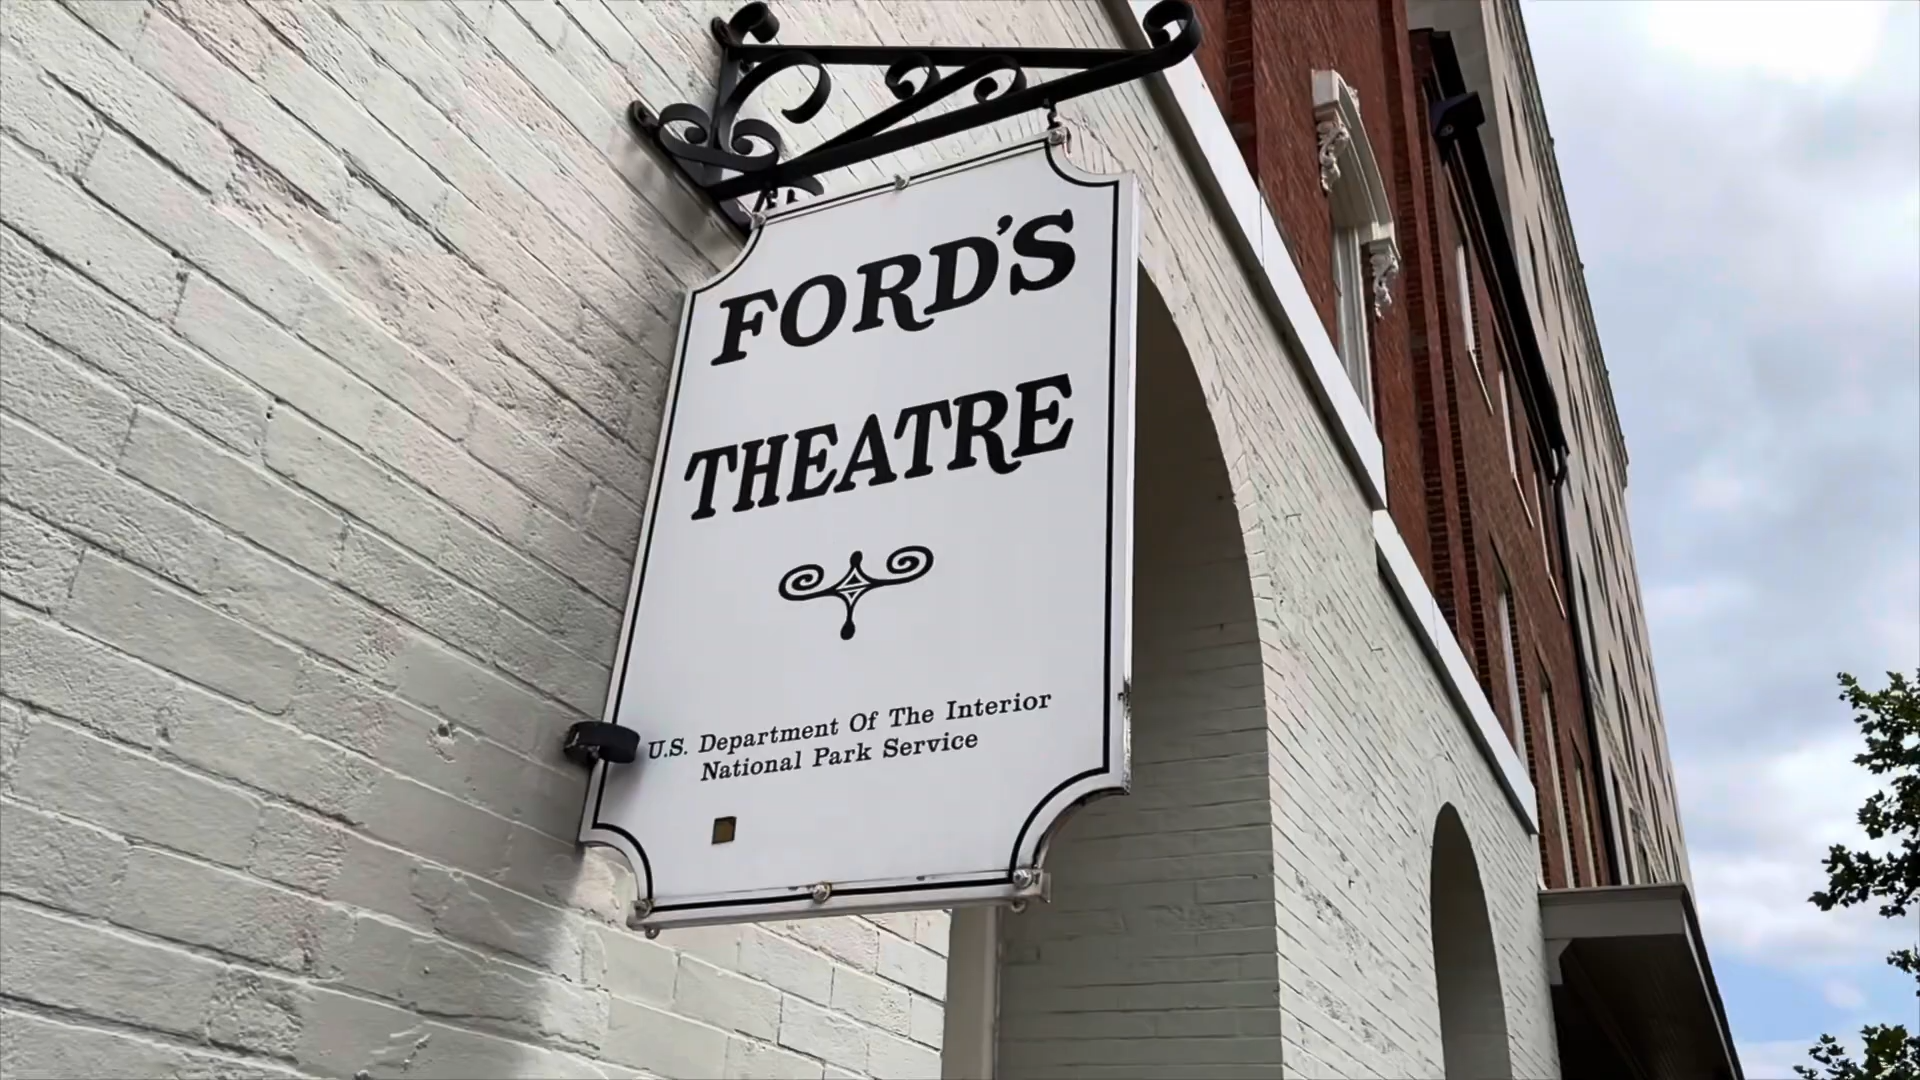 FORD'S
THEATRE
U.S. Department Of The Interior
National Park Service